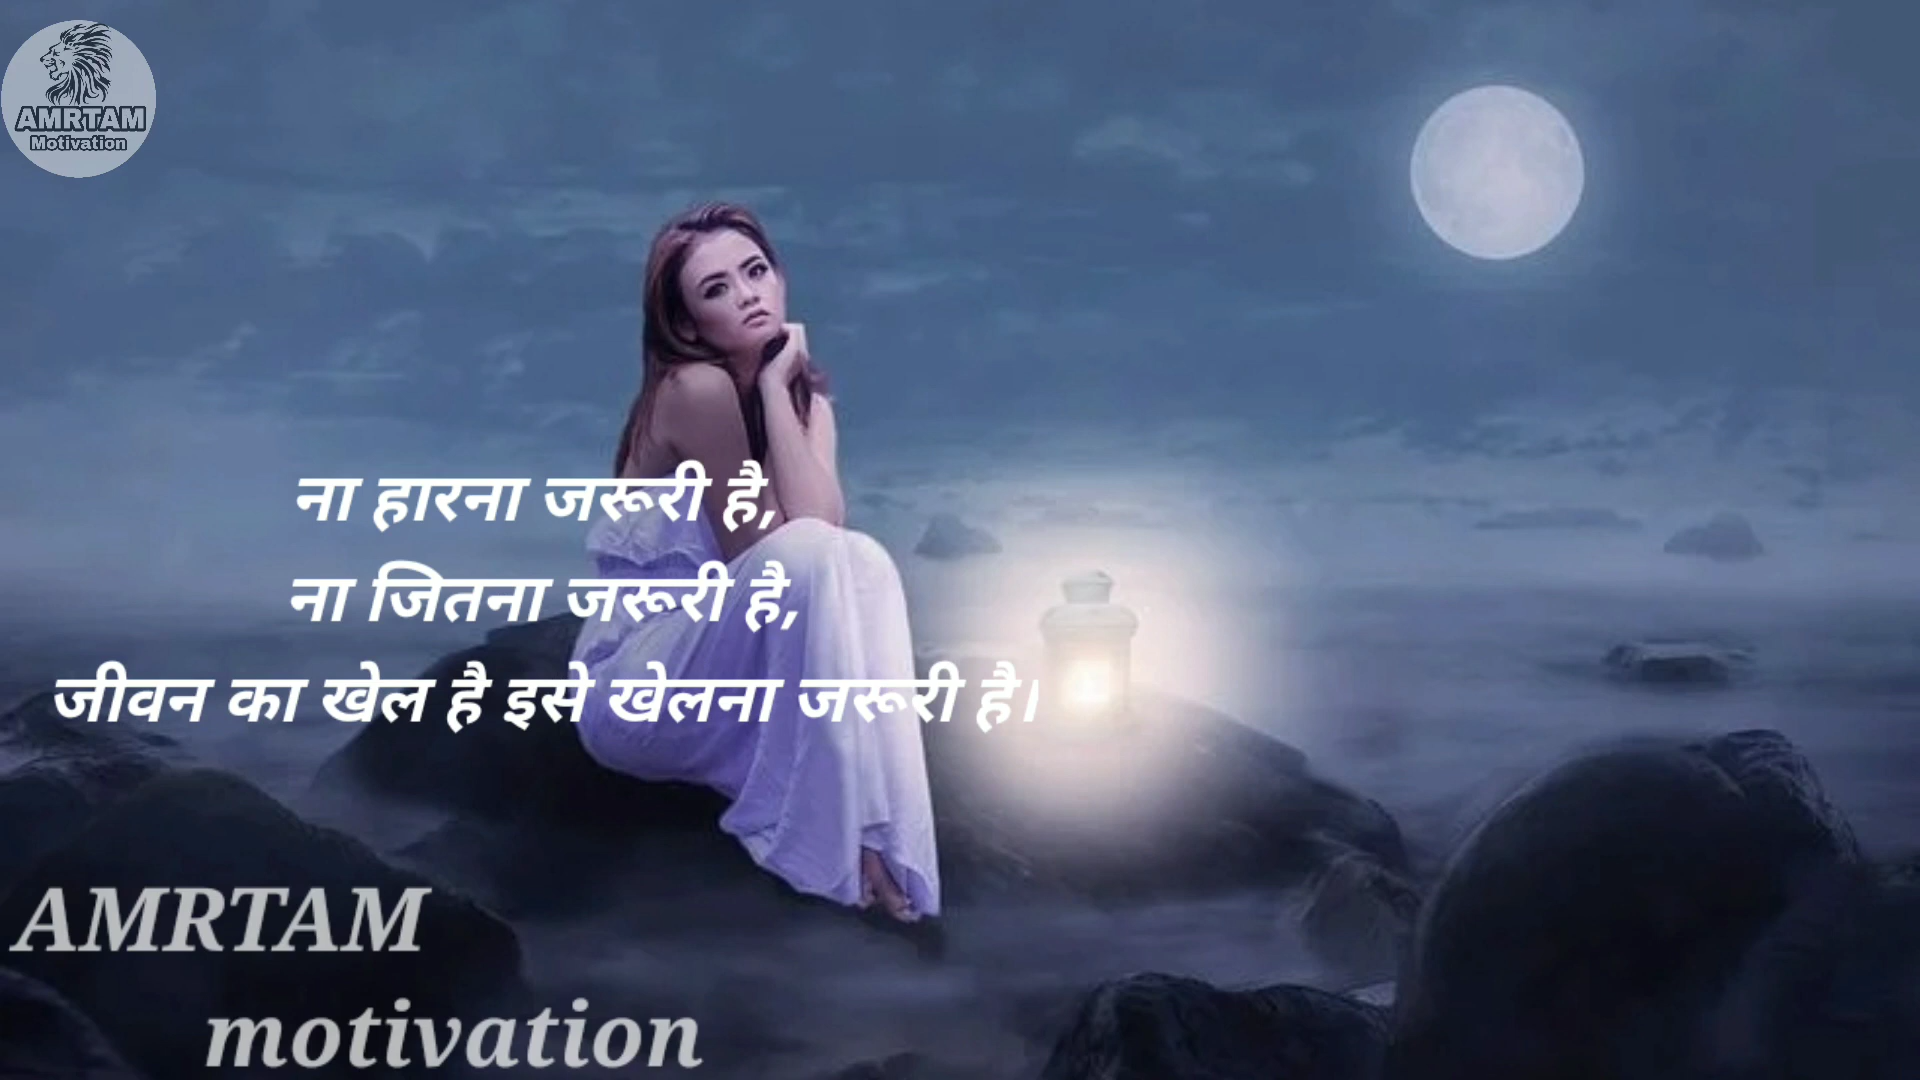 AMRTAM
Motivation
ना हारना जरूरी है,
ना जितना जरूरी है,
जीवन का खेल है इसे खेलना जरूरी है।
AMRTAM
motivation